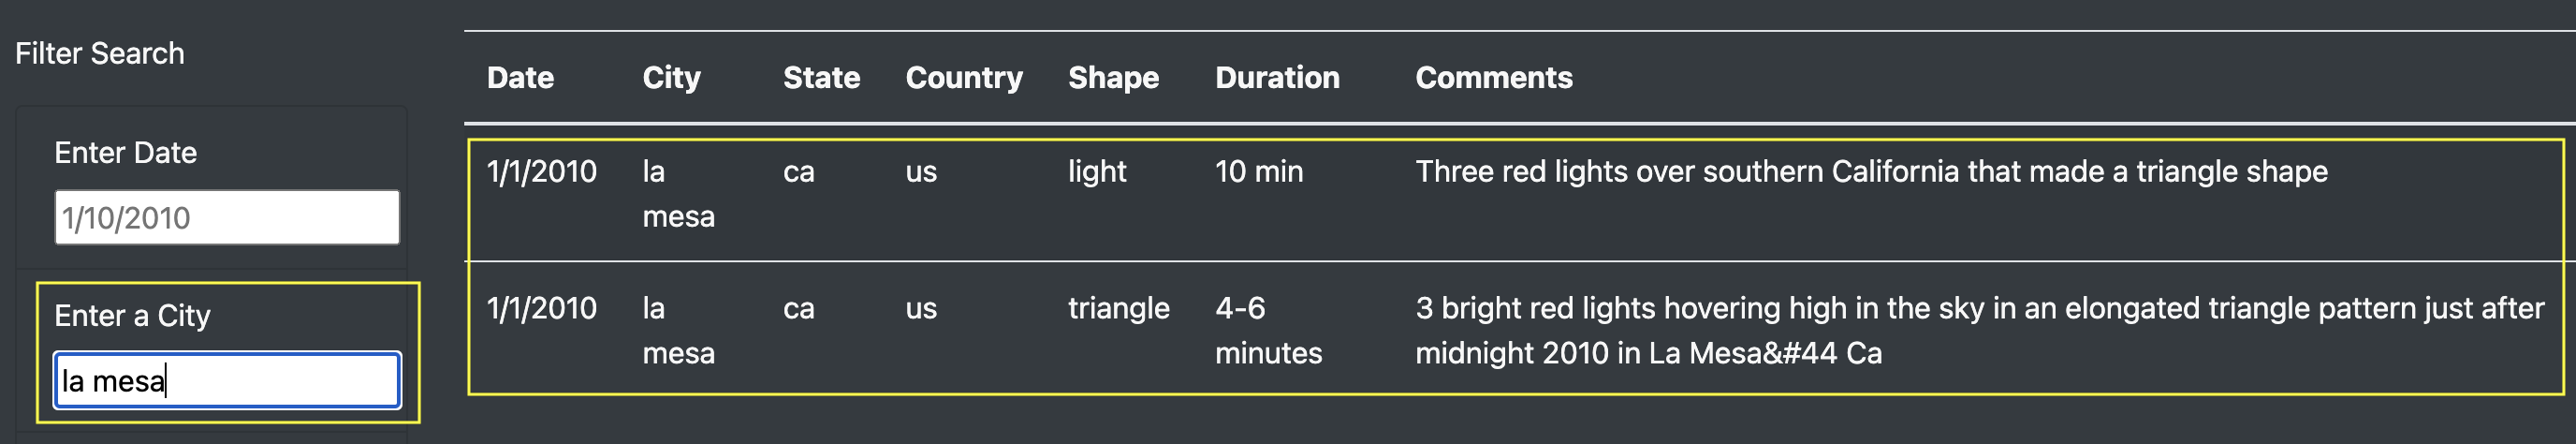 Filter Search
Enter Date
1/10/2010
Enter a City
la mesa
Date City State Country Shape Duration Comments
1/1/2010 la ca us light 10 min Three red lights over southern California that made a triangle shape
mesa
1/1/2010 la ca us triangle 4-6 3 bright red lights hovering high in the sky in an elongated triangle pattern just after
mesa minutes midnight 2010 in La Mesa&#44 Ca